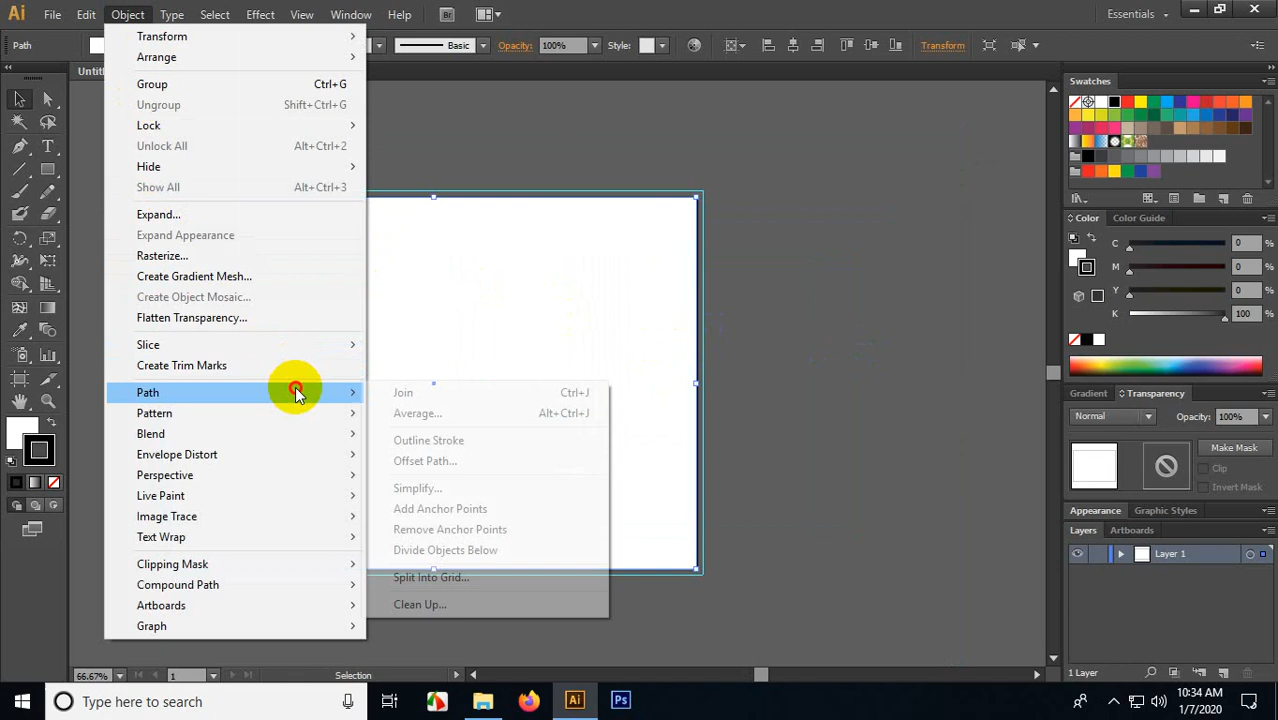 Ai File Edit Object Type Select Effect View Window Help Br Essentials
Path Basic Opacity: 100% Style: Transform
Transform
Arrange
Group Ctrl+G
Ungroup Shift+Ctrl+G
Lock
Unlock All Alt+Ctrl+2
Hide
Show All Alt+Ctrl+3
Expand...
Expand Appearance
Rasterize...
Create Gradient Mesh...
Create Object Mosaic...
Flatten Transparency...
Slice
Create Trim Marks
Path
Pattern
Blend
Envelope Distort
Perspective
Live Paint
Image Trace
Text Wrap
Clipping Mask
Compound Path
Artboards
Graph
Join Ctrl+J
Average... Alt+Ctrl+J
Outline Stroke
Offset Path...
Simplify...
Add Anchor Points
Remove Anchor Points
Divide Objects Below
Split Into Grid...
Clean Up...
Swatches
Color Color Guide
C 0 %
M 0 %
Y 0 %
K 100 %
Gradient Transparency
Normal Opacity: 100%
Make Mask
Clip
Invert Mask
Appearance Graphic Styles
Layers Artboards
Layer 1
1 Layer
66.67% 1 Selection
Type here to search
Ai Ps
10:34 AM
1/7/2020